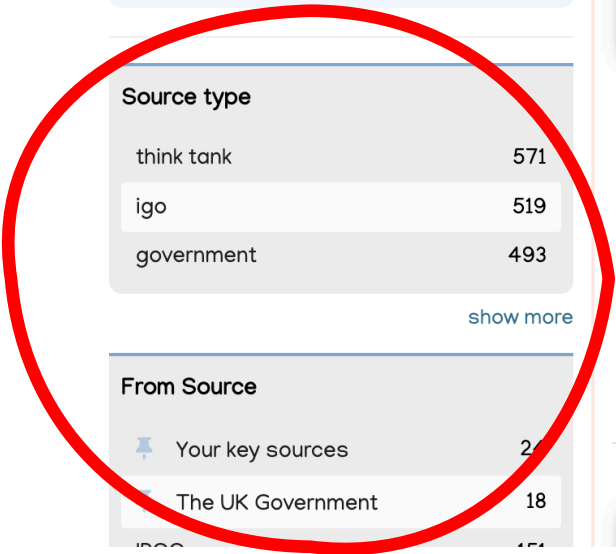 Source type
think tank 571
igo 519
government 493
show more
From Source
Your key sources
The UK Government 18